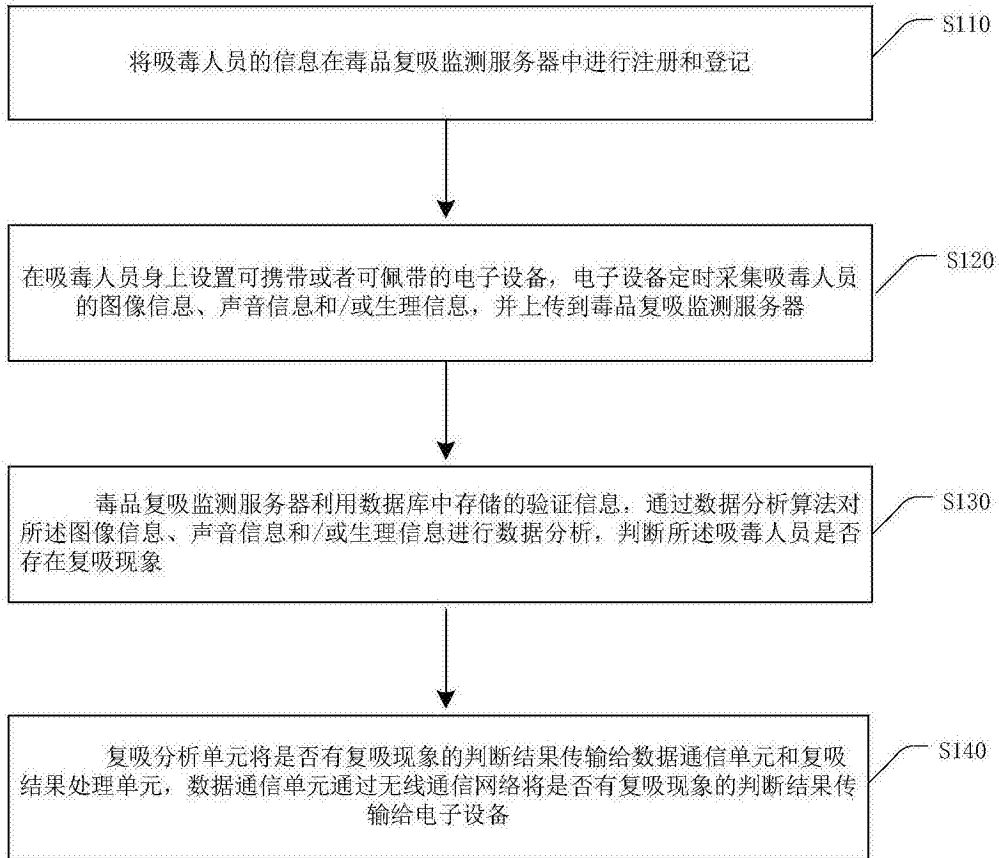 S110
将吸毒人员的信息在毒品复吸监测服务器中进行注册和登记
S120
在吸毒人员身上设置可携带或者可佩带的电子设备，电子设备定时采集吸毒人员
的图像信息、声音信息和/或生理信息，并上传到毒品复吸监测服务器
S130
毒品复吸监测服务器利用数据库中存储的验证信息，通过数据分析算法对
所述图像信息、声音信息和/或生理信息进行数据分析，判断所述吸毒人员是否
存在复吸现象
S140
复吸分析单元将是否有复吸现象的判断结果传输给数据通信单元和复吸
结果处理单元，数据通信单元通过无线通信网络将是否有复吸现象的判断结果传
输给电子设备